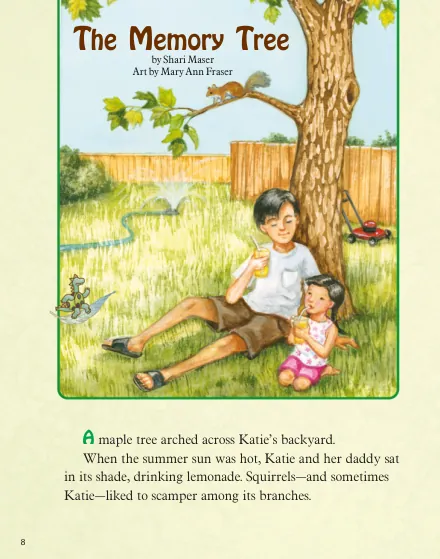 The Memory Tree
by Shari Maser
Art by Mary Ann Fraser
A maple tree arched across Katie's backyard.
When the summer sun was hot, Katie and her daddy sat
in its shade, drinking lemonade. Squirrels—and sometimes
Katie—liked to scamper among its branches.
8